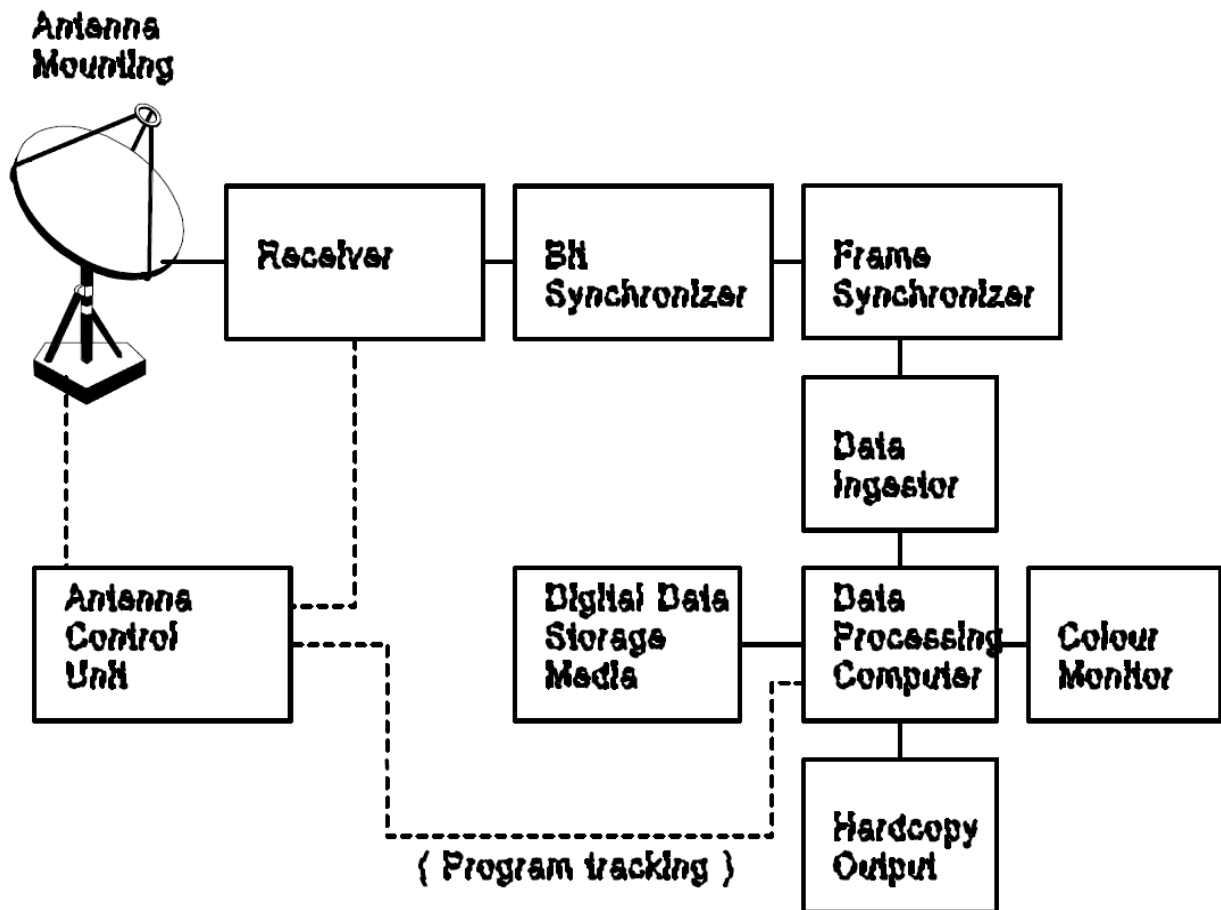 Antenna
Mounting
Receiver
Bit
Synchronizer
Frame
Synchronizer
Data
Ingestor
Antenna
Control
Unit
Digital Data
Storage
Media
Data
Processing
Computer
Colour
Monitor
( Program tracking )
Hardcopy
Output